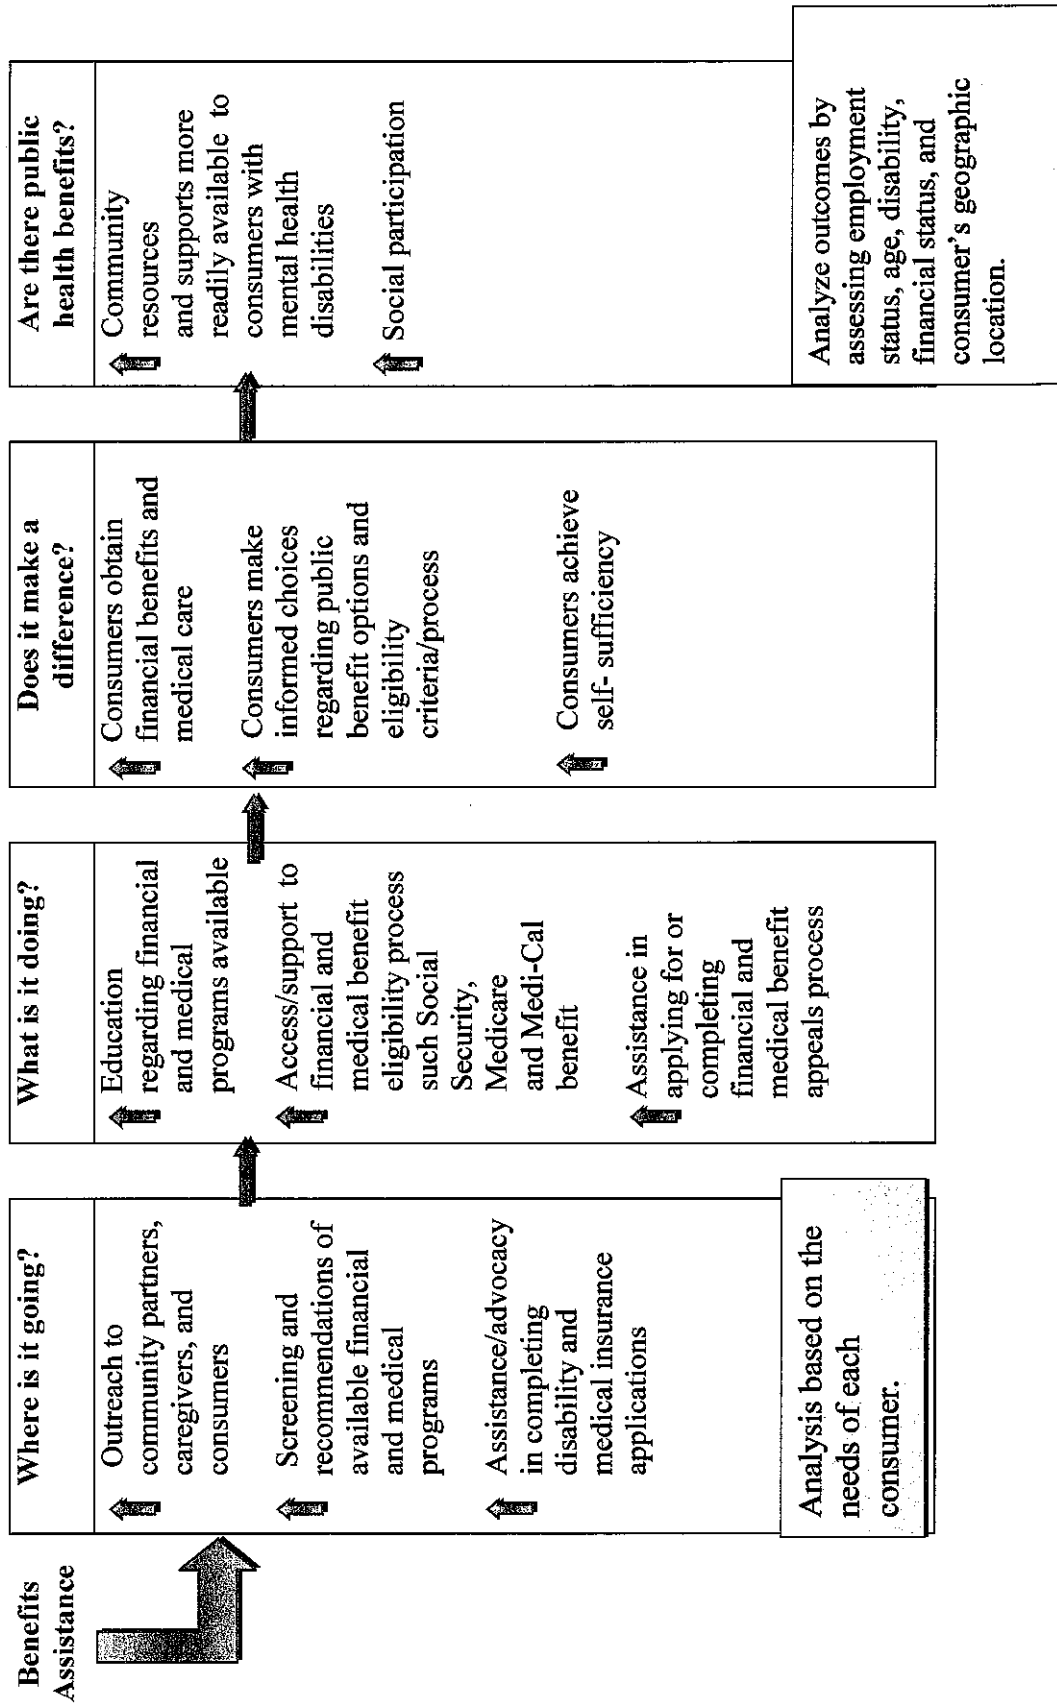 Benefits
Assistance
Where is it going?
Outreach to
community partners,
caregivers, and
consumers
Screening and
recommendations of
available financial
and medical
programs
Assistance/advocacy
in completing
disability and
medical insurance
applications
Analysis based on the
needs of each
consumer.
What is it doing?
Education
regarding financial
and medical
programs available
Access/support to
financial and
medical benefit
eligibility process
such Social
Security,
Medicare
and Medi-Cal
benefit
Assistance in
applying for or
completing
financial and
medical benefit
appeals process
Does it make a
difference?
Consumers obtain
financial benefits and
medical care
Consumers make
informed choices
regarding public
benefit options and
eligibility
criteria/process
Consumers achieve
self- sufficiency
Are there public
health benefits?
Community
resources
and supports more
readily available to
consumers with
mental health
disabilities
Social participation
Analyze outcomes by
assessing employment
status, age, disability,
financial status, and
consumer's geographic
location.